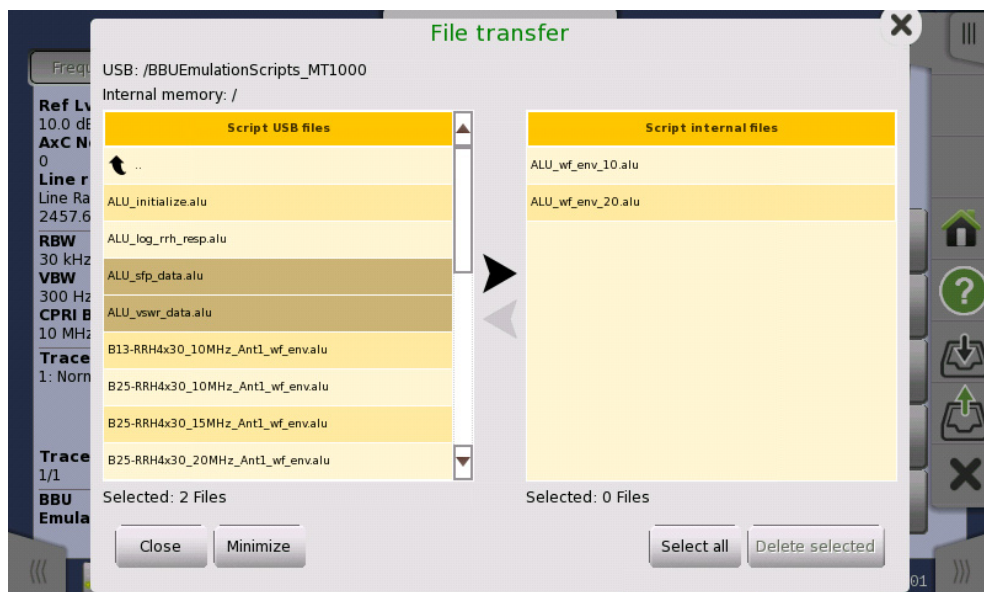 File transfer
USB: /BBUEmulationScripts_MT1000
Internal memory: /
Script USB files
..
ALU_initialize.alu
ALU_log_rrh_resp.alu
ALU_sfp_data.alu
ALU_vswr_data.alu
B13-RRH4x30_10MHz_Ant1_wf_env.alu
B25-RRH4x30_10MHz_Ant1_wf_env.alu
B25-RRH4x30_15MHz_Ant1_wf_env.alu
B25-RRH4x30_20MHz_Ant1_wf_env.alu
Selected: 2 Files
Close
Minimize
Script internal files
ALU_wf_env_10.alu
ALU_wf_env_20.alu
Selected: 0 Files
Select all
Delete selected
Frequ
Ref Lv
10.0 dB
AxC N
0
Line r
Line Ra
2457.6
RBW
30 kHz
VBW
300 Hz
CPRI B
10 MHz
Trace
1: Norn
Trace
1/1
BBU
Emula
01